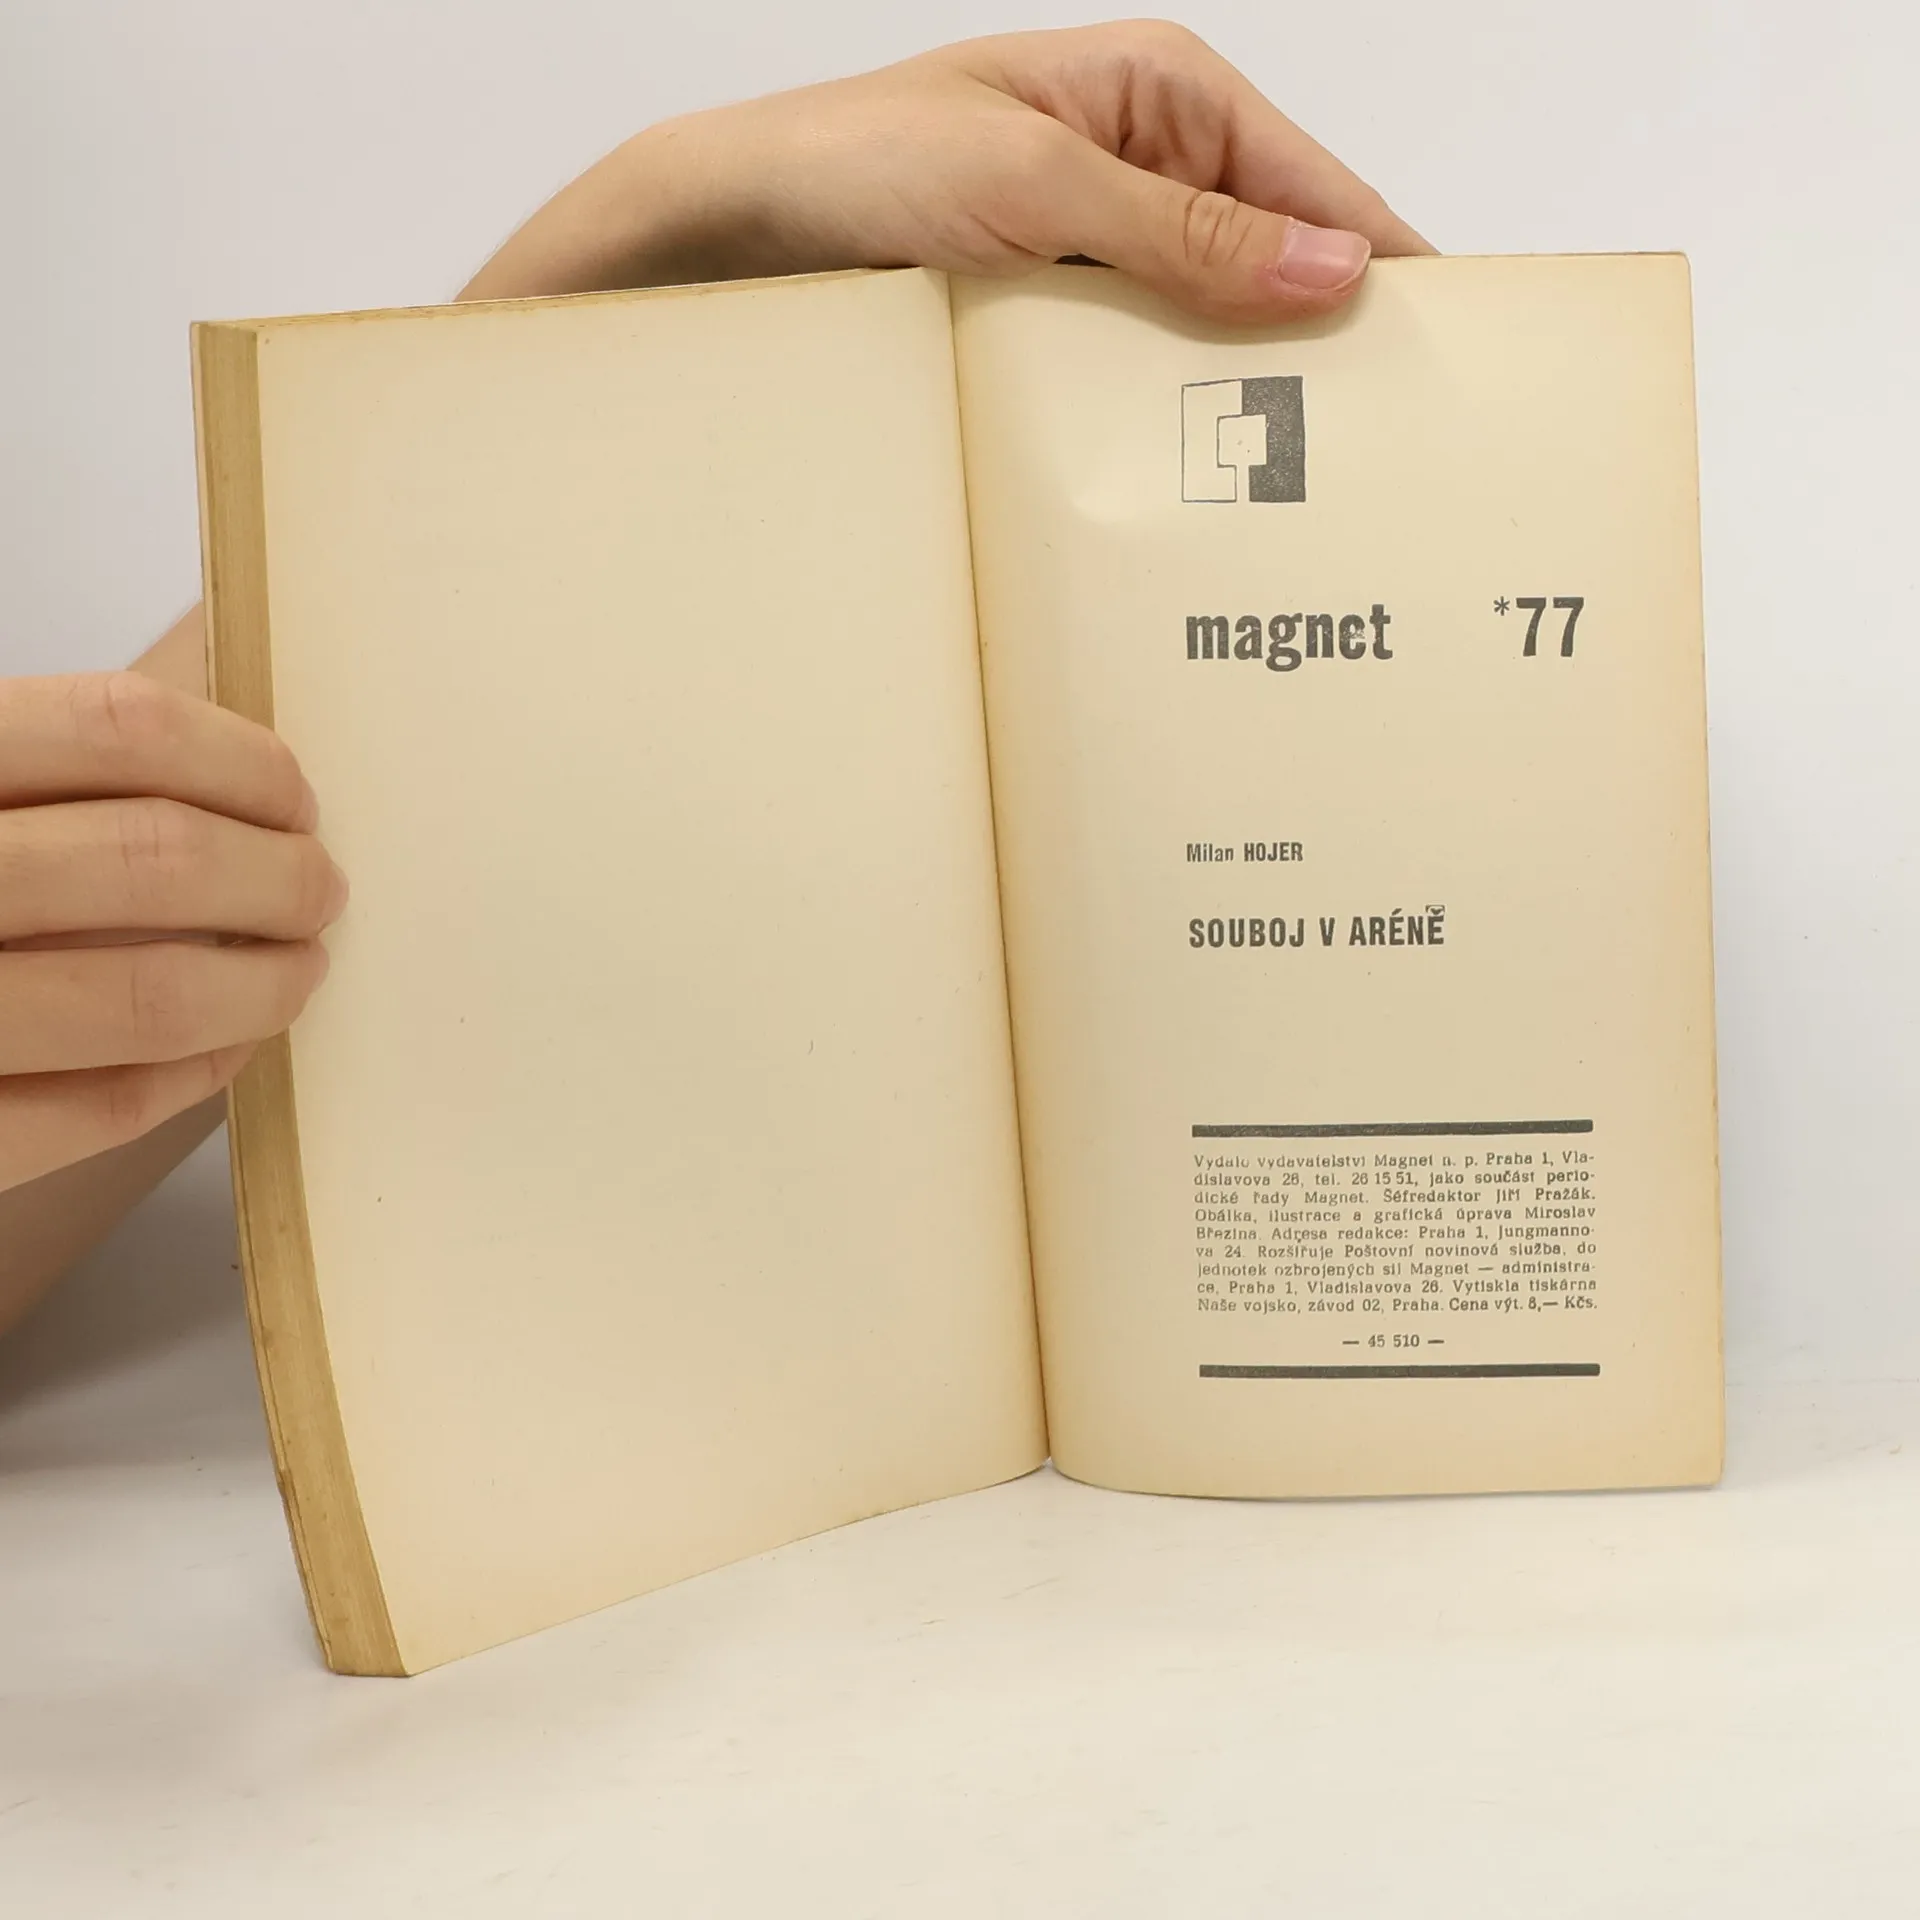 magnet *77
Milan HOJER
SOUBOJ V ARÉNĚ
Vydalo vydavatelství Magnet n. p. Praha 1, Vla-
dislavova 26, tel. 26 15 51, jako součást perio-
dické řady Magnet. Šéfredaktor Jiří Pražák.
Obálka, ilustrace a grafická úprava Miroslav
Březina. Adresa redakce: Praha 1, Jungmanno-
va 24. Rozšiřuje Poštovní novinová služba, do
jednotek ozbrojených sil Magnet — administra-
ce, Praha 1, Vladislavova 26. Vytiskla tiskárna
Naše vojsko, závod 02, Praha. Cena výt. 8,— Kčs.
— 45 510 —